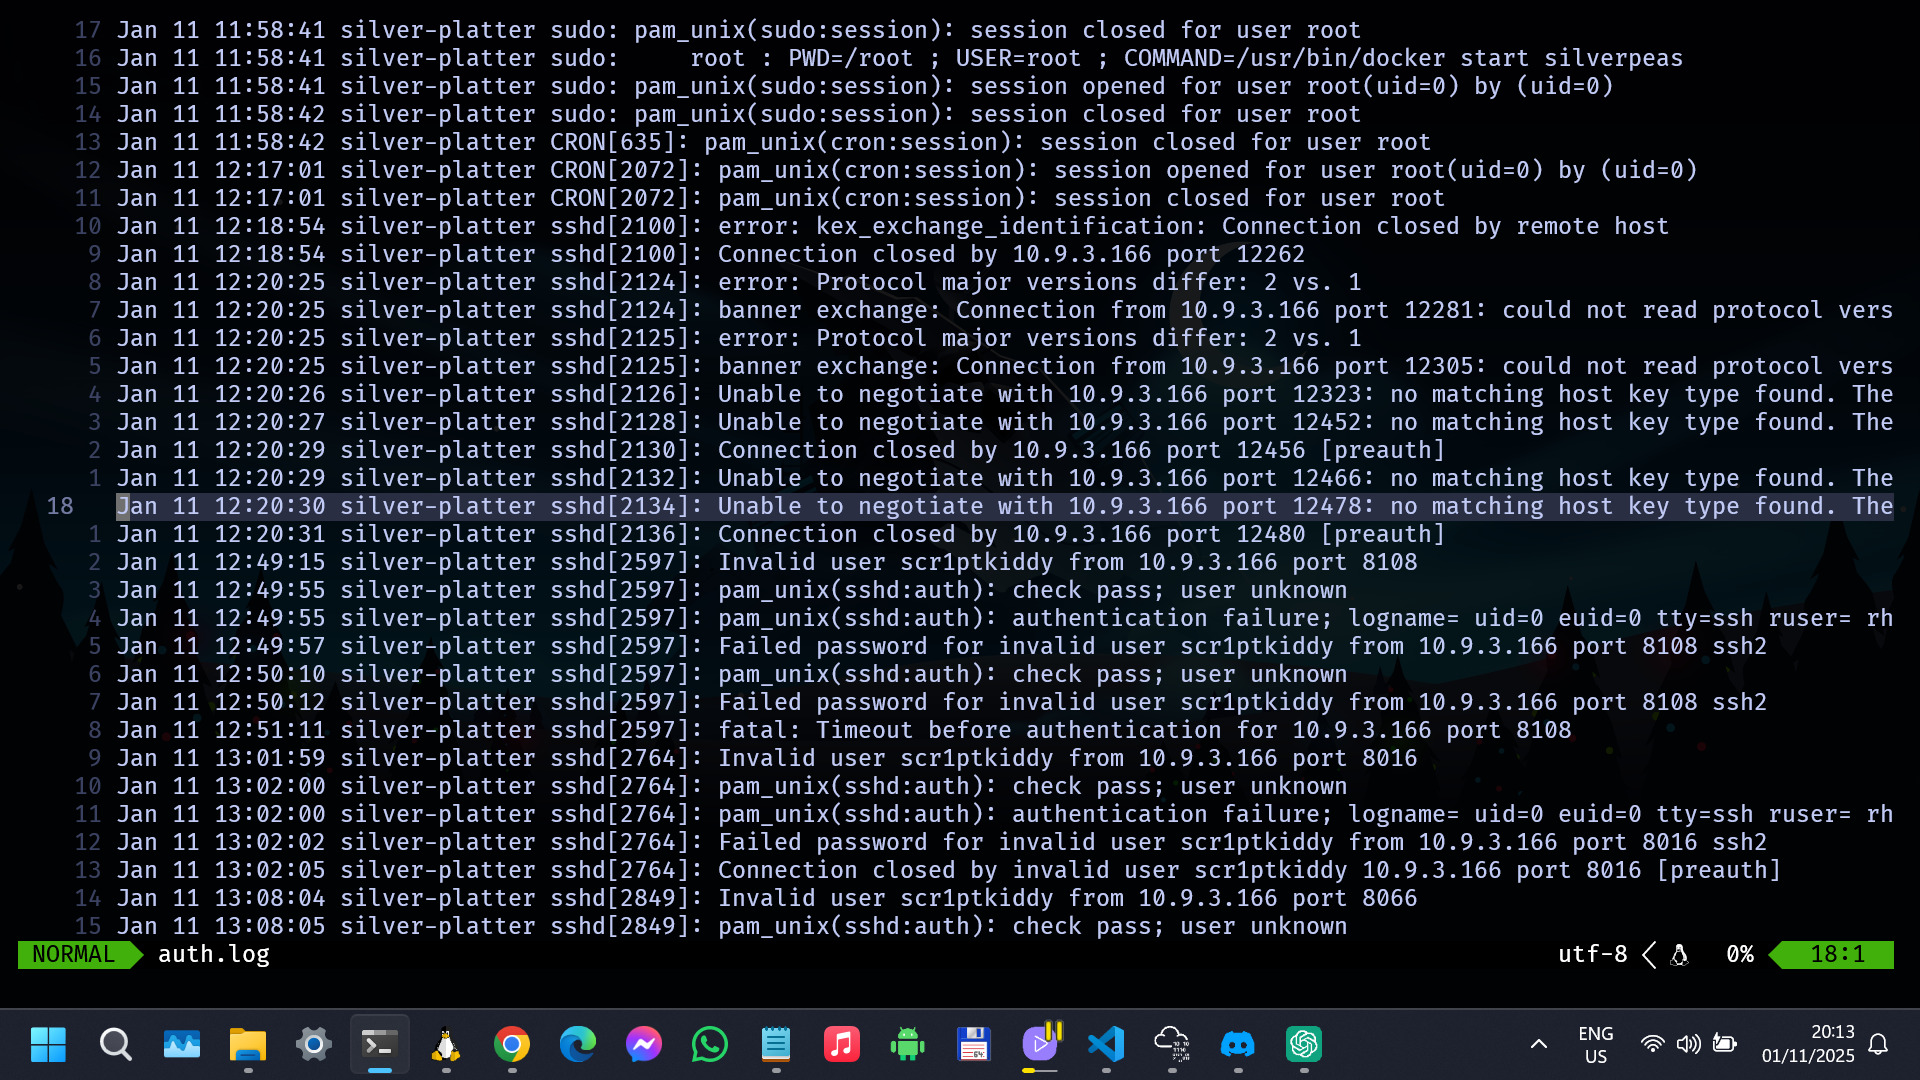 17 Jan 11 11:58:41 silver-platter sudo: pam_unix(sudo:session): session closed for user root
16 Jan 11 11:58:41 silver-platter sudo:     root : PWD=/root ; USER=root ; COMMAND=/usr/bin/docker start silverpeas
15 Jan 11 11:58:41 silver-platter sudo: pam_unix(sudo:session): session opened for user root(uid=0) by (uid=0)
14 Jan 11 11:58:42 silver-platter sudo: pam_unix(sudo:session): session closed for user root
13 Jan 11 11:58:42 silver-platter CRON[635]: pam_unix(cron:session): session closed for user root
12 Jan 11 12:17:01 silver-platter CRON[2072]: pam_unix(cron:session): session opened for user root(uid=0) by (uid=0)
11 Jan 11 12:17:01 silver-platter CRON[2072]: pam_unix(cron:session): session closed for user root
10 Jan 11 12:18:54 silver-platter sshd[2100]: error: kex_exchange_identification: Connection closed by remote host
9 Jan 11 12:18:54 silver-platter sshd[2100]: Connection closed by 10.9.3.166 port 12262
8 Jan 11 12:20:25 silver-platter sshd[2124]: error: Protocol major versions differ: 2 vs. 1
7 Jan 11 12:20:25 silver-platter sshd[2124]: banner exchange: Connection from 10.9.3.166 port 12281: could not read protocol vers
6 Jan 11 12:20:25 silver-platter sshd[2125]: error: Protocol major versions differ: 2 vs. 1
5 Jan 11 12:20:25 silver-platter sshd[2125]: banner exchange: Connection from 10.9.3.166 port 12305: could not read protocol vers
4 Jan 11 12:20:26 silver-platter sshd[2126]: Unable to negotiate with 10.9.3.166 port 12323: no matching host key type found. The
3 Jan 11 12:20:27 silver-platter sshd[2128]: Unable to negotiate with 10.9.3.166 port 12452: no matching host key type found. The
2 Jan 11 12:20:29 silver-platter sshd[2130]: Connection closed by 10.9.3.166 port 12456 [preauth]
1 Jan 11 12:20:29 silver-platter sshd[2132]: Unable to negotiate with 10.9.3.166 port 12466: no matching host key type found. The
18 Jan 11 12:20:30 silver-platter sshd[2134]: Unable to negotiate with 10.9.3.166 port 12478: no matching host key type found. The
1 Jan 11 12:20:31 silver-platter sshd[2136]: Connection closed by 10.9.3.166 port 12480 [preauth]
2 Jan 11 12:49:15 silver-platter sshd[2597]: Invalid user scr1ptkiddy from 10.9.3.166 port 8108
3 Jan 11 12:49:55 silver-platter sshd[2597]: pam_unix(sshd:auth): check pass; user unknown
4 Jan 11 12:49:55 silver-platter sshd[2597]: pam_unix(sshd:auth): authentication failure; logname= uid=0 euid=0 tty=ssh ruser= rh
5 Jan 11 12:49:57 silver-platter sshd[2597]: Failed password for invalid user scr1ptkiddy from 10.9.3.166 port 8108 ssh2
6 Jan 11 12:50:10 silver-platter sshd[2597]: pam_unix(sshd:auth): check pass; user unknown
7 Jan 11 12:50:12 silver-platter sshd[2597]: Failed password for invalid user scr1ptkiddy from 10.9.3.166 port 8108 ssh2
8 Jan 11 12:51:11 silver-platter sshd[2597]: fatal: Timeout before authentication for 10.9.3.166 port 8108
9 Jan 11 13:01:59 silver-platter sshd[2764]: Invalid user scr1ptkiddy from 10.9.3.166 port 8016
10 Jan 11 13:02:00 silver-platter sshd[2764]: pam_unix(sshd:auth): check pass; user unknown
11 Jan 11 13:02:00 silver-platter sshd[2764]: pam_unix(sshd:auth): authentication failure; logname= uid=0 euid=0 tty=ssh ruser= rh
12 Jan 11 13:02:02 silver-platter sshd[2764]: Failed password for invalid user scr1ptkiddy from 10.9.3.166 port 8016 ssh2
13 Jan 11 13:02:05 silver-platter sshd[2764]: Connection closed by invalid user scr1ptkiddy 10.9.3.166 port 8016 [preauth]
14 Jan 11 13:08:04 silver-platter sshd[2849]: Invalid user scr1ptkiddy from 10.9.3.166 port 8066
15 Jan 11 13:08:05 silver-platter sshd[2849]: pam_unix(sshd:auth): check pass; user unknown
NORMAL auth.log utf-8 0% 18:1
ENG
US
20:13
01/11/2025